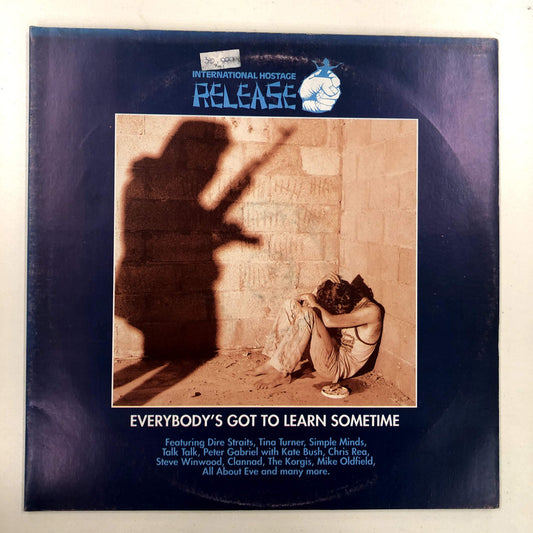 INTERNATIONAL HOSTAGE
RELEASE
EVERYBODY'S GOT TO LEARN SOMETIME
Featuring Dire Straits, Tina Turner, Simple Minds,
Talk Talk, Peter Gabriel with Kate Bush, Chris Rea,
Steve Winwood, Clannad, The Korgis, Mike Oldfield,
All About Eve and many more.